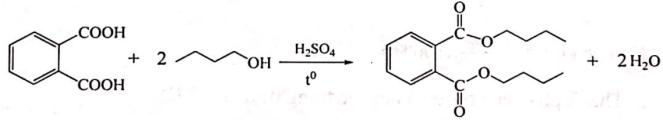 COOH
COOH
+ 2
OH
H₂SO₄
t⁰
O
O
O
O
+ 2H₂O